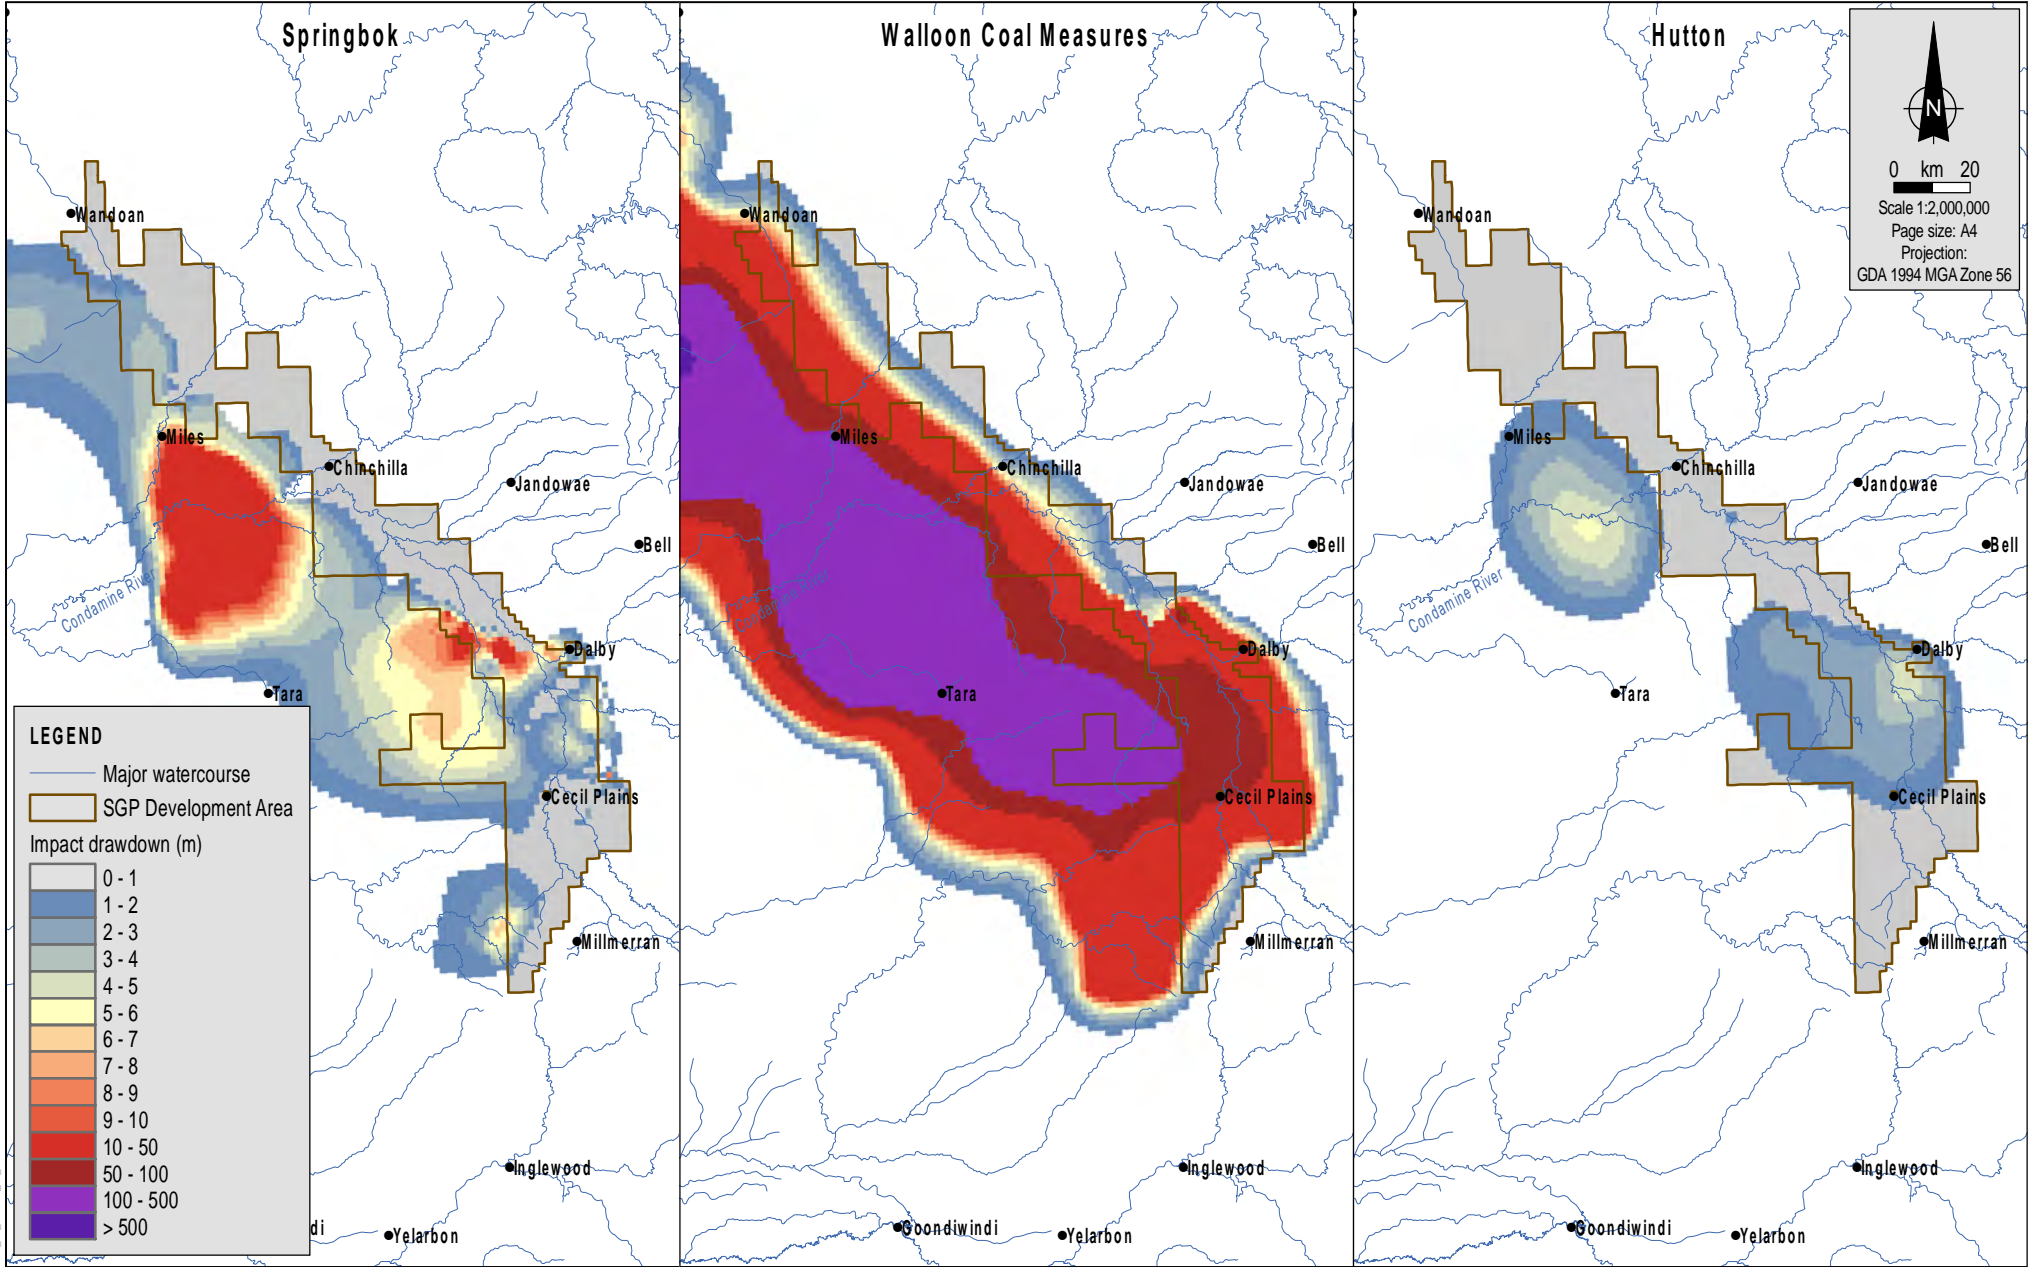 Springbok
Wandoan
Miles
Chinchilla
Jandowae
Bell
Condamine River
Dalby
Tara
Cecil Plains
Millmerran
Inglewood
di
Yelarbon
LEGEND
Major watercourse
SGP Development Area
Impact drawdown (m)
0 - 1
1 - 2
2 - 3
3 - 4
4 - 5
5 - 6
6 - 7
7 - 8
8 - 9
9 - 10
10 - 50
50 - 100
100 - 500
> 500
Walloon Coal Measures
Wandoan
Miles
Chinchilla
Jandowae
Bell
Condamine River
Dalby
Tara
Cecil Plains
Millmerran
Inglewood
Goondiwindi
Yelarbon
Hutton
Wandoan
Miles
Chinchilla
Jandowae
Bell
Condamine River
Dalby
Tara
Cecil Plains
Millmerran
Inglewood
Goondiwindi
Yelarbon
N
0 km 20
Scale 1:2,000,000
Page size: A4
Projection:
GDA 1994 MGA Zone 56